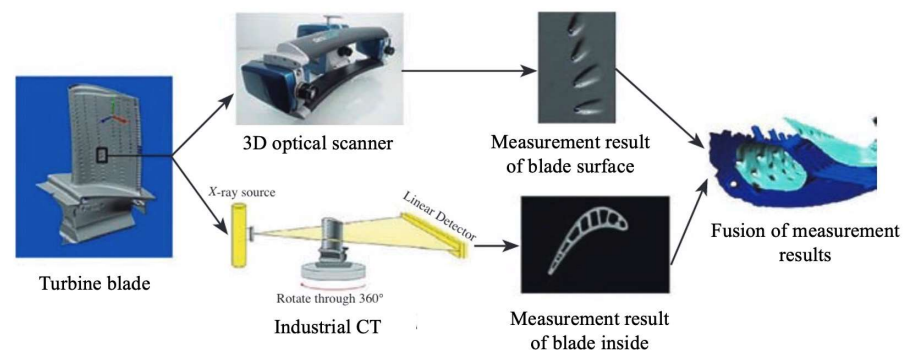 Turbine blade
3D optical scanner
X-ray source
Linear Detector
Rotate through 360°
Industrial CT
Measurement result
of blade surface
Measurement result
of blade inside
Fusion of measurement
results